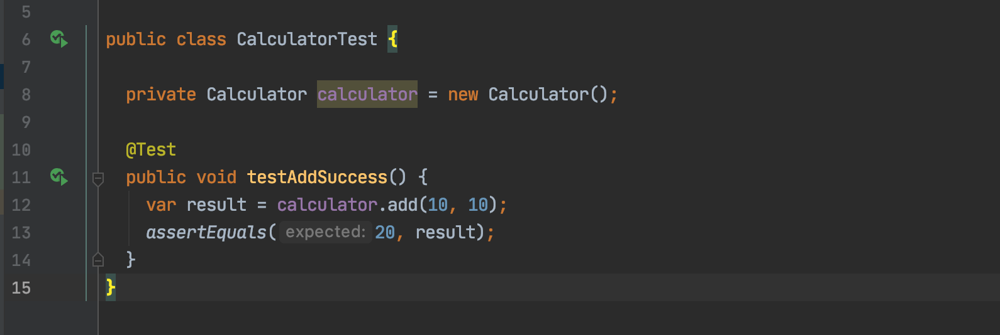 5
6 public class CalculatorTest {
7
8 private Calculator calculator = new Calculator();
9
10 @Test
11 public void testAddSuccess() {
12 var result = calculator.add(10, 10);
13 assertEquals( expected: 20, result);
14 }
15 }